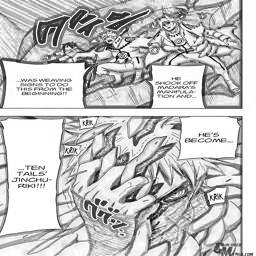 HE
SHOOK OFF
MADARA'S
MANIPULA-
TION
AND...
...WAS WEAVING
SIGNS TO DO
THIS FROM THE
BEGINNING!!
KRIK
KRIK
HE'S
BECOME...
...TEN
TAILS'
JINCHU-
RIKI!!!
KRIK
KRIK